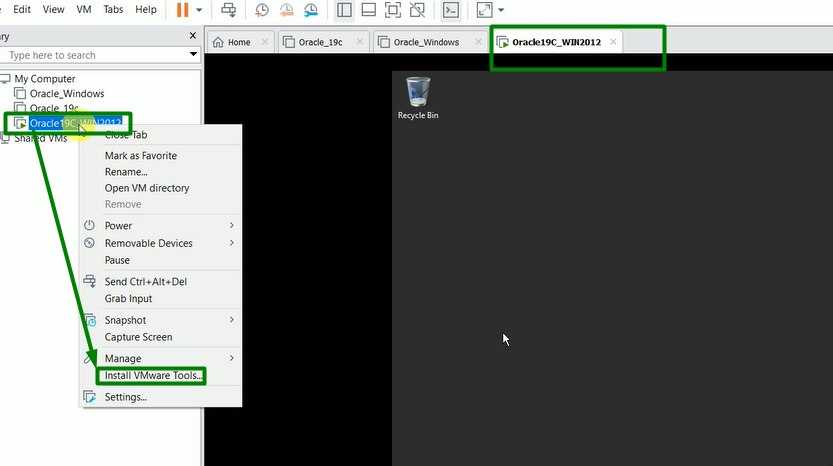 Edit View VM Tabs Help
ry
Type here to search
Home Oracle_19c Oracle_Windows Oracle19C_WIN2012
My Computer
Oracle_Windows
Oracle_19c
Oracle19C_WIN2012
Shared VMs
Close Tab
Mark as Favorite
Rename...
Open VM directory
Remove
Power
Removable Devices
Pause
Send Ctrl+Alt+Del
Grab Input
Snapshot
Capture Screen
Manage
Install VMware Tools...
Settings...
Recycle Bin